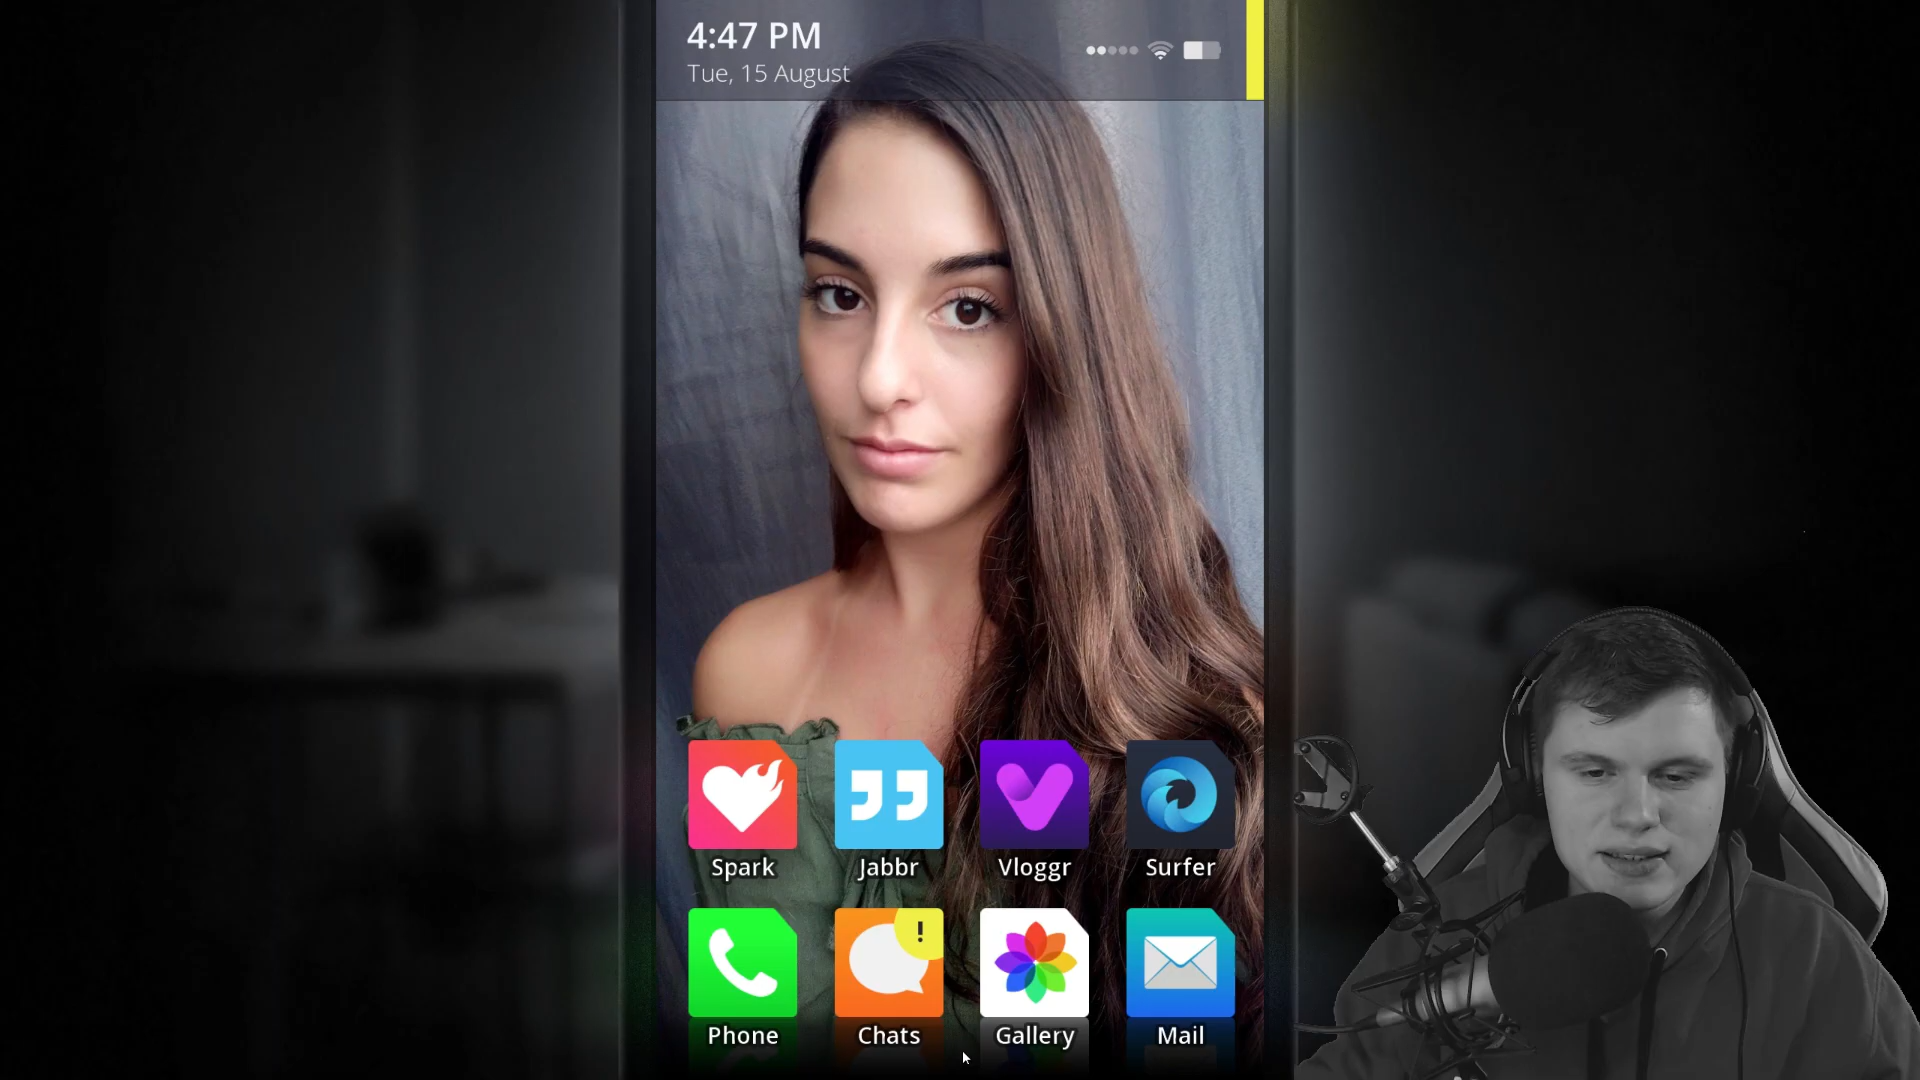 4:47 PM
Tue, 15 August
Spark
Jabbr
Vloggr
Surfer
!
Phone
Chats
Gallery
Mail